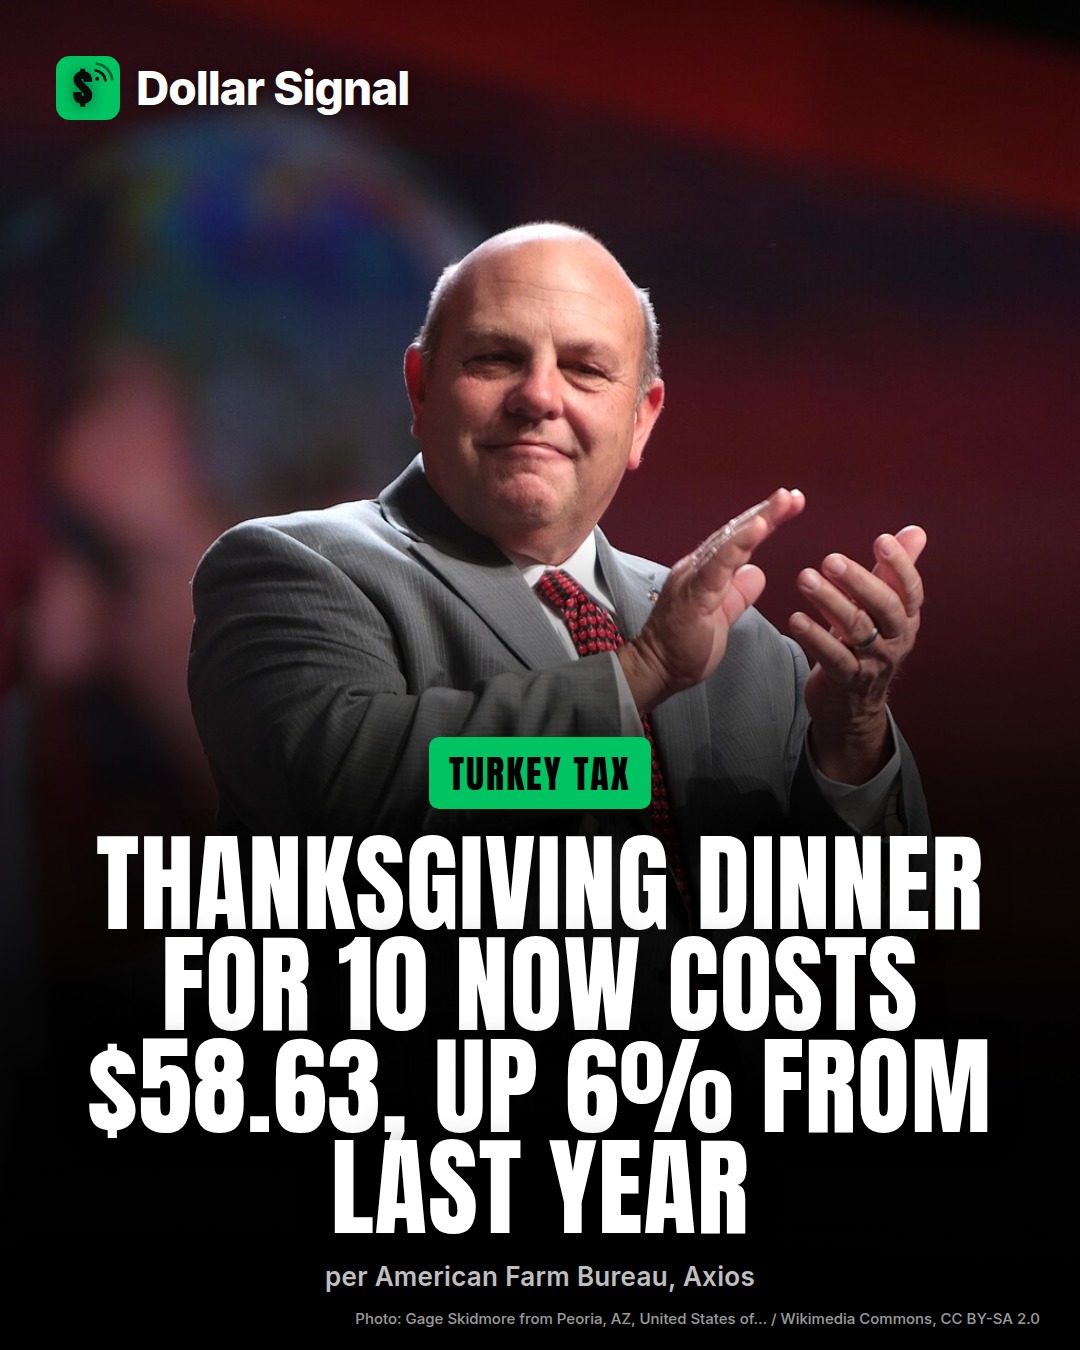 Dollar Signal
TURKEY TAX
THANKSGIVING DINNER
FOR 10 NOW COSTS
$58.63, UP 6% FROM
LAST YEAR
per American Farm Bureau, Axios
Photo: Gage Skidmore from Peoria, AZ, United States of... / Wikimedia Commons, CC BY-SA 2.0